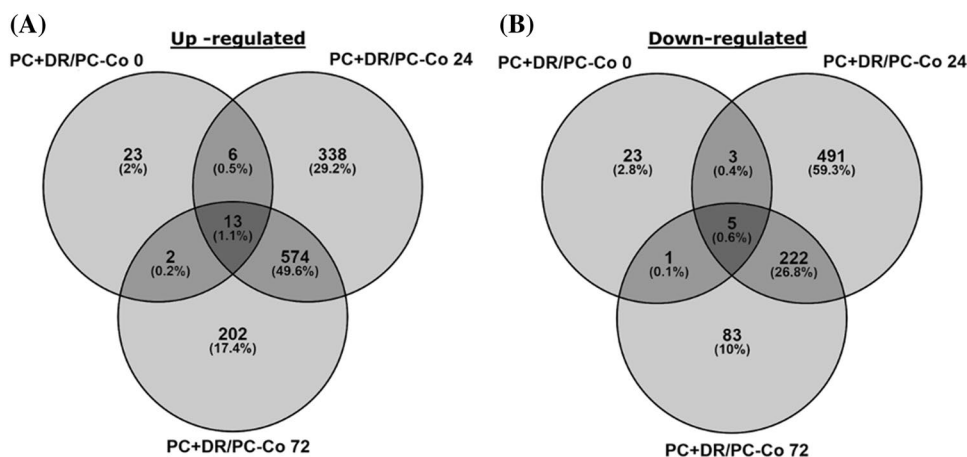 (A)
Up -regulated
PC+DR/PC-Co 0
PC+DR/PC-Co 24
23
(2%)
6
(0.5%)
338
(29.2%)
13
(1.1%)
2
(0.2%)
574
(49.6%)
202
(17.4%)
PC+DR/PC-Co 72
(B)
Down-regulated
PC+DR/PC-Co 0
PC+DR/PC-Co 24
23
(2.8%)
3
(0.4%)
491
(59.3%)
5
(0.6%)
1
(0.1%)
222
(26.8%)
83
(10%)
PC+DR/PC-Co 72